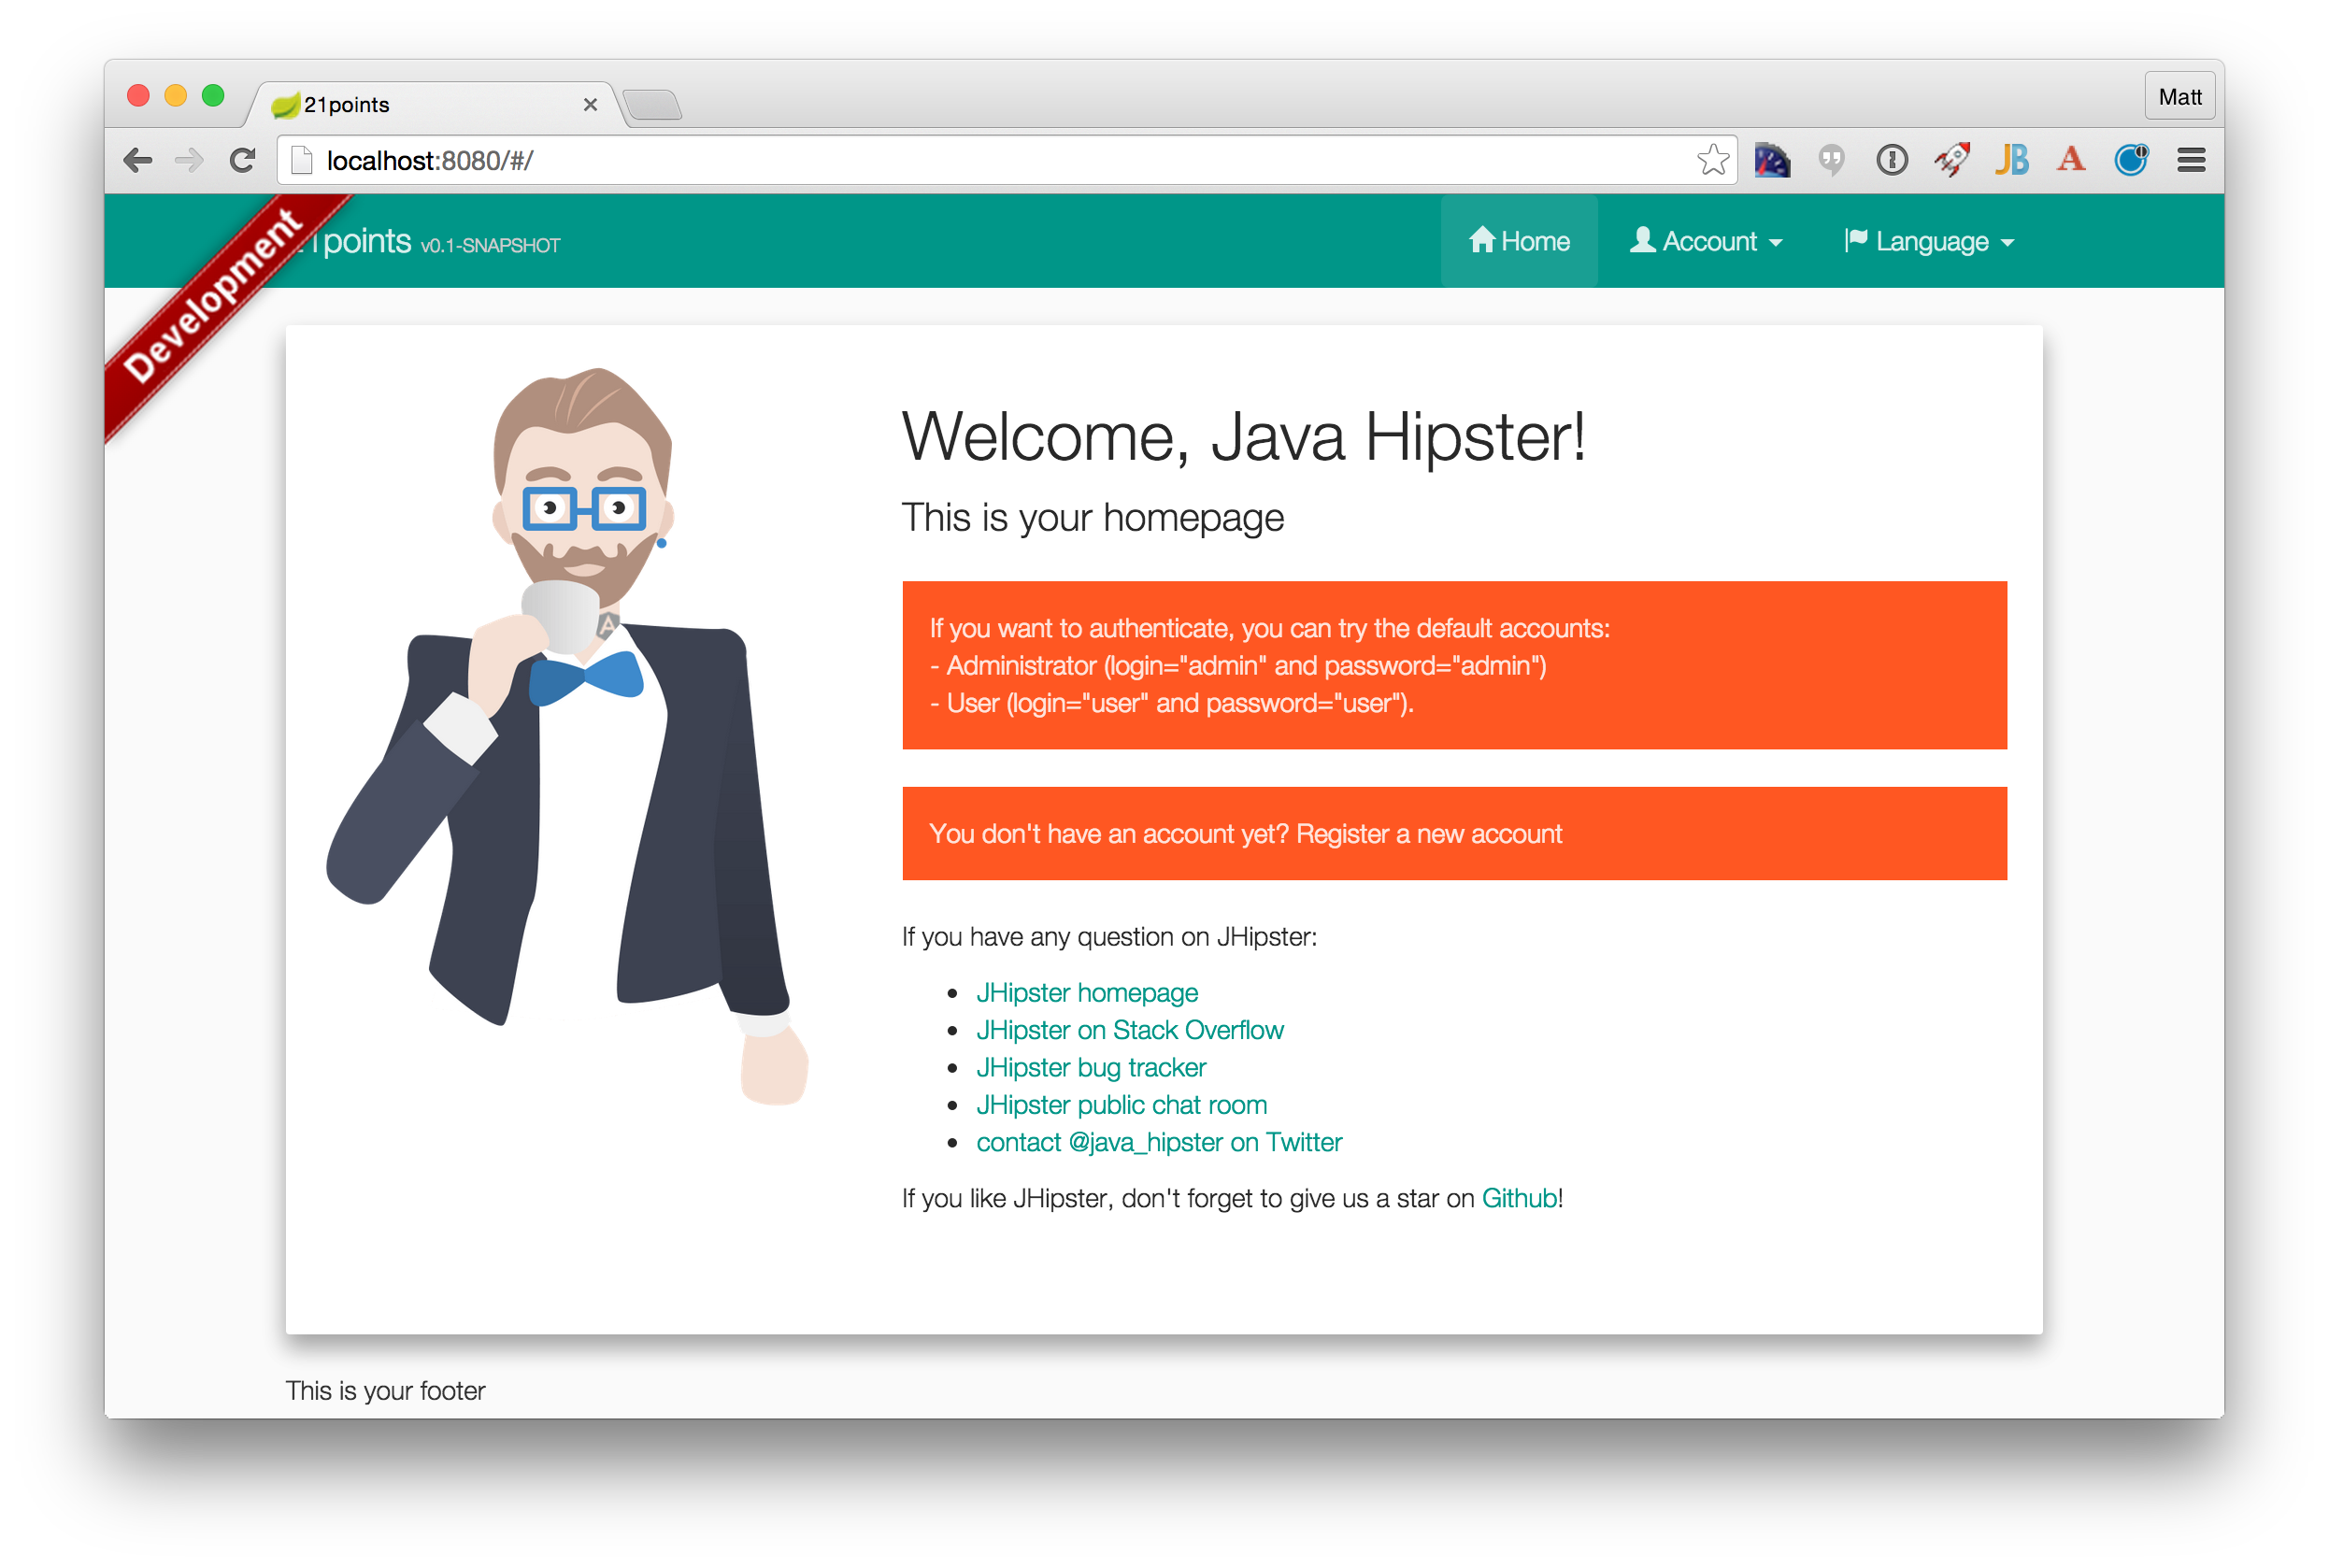 21points
Matt
localhost:8080/#/
Development
21points v0.1-SNAPSHOT
Home
Account
Language
Welcome, Java Hipster!
This is your homepage
If you want to authenticate, you can try the default accounts:
- Administrator (login="admin" and password="admin")
- User (login="user" and password="user").
You don't have an account yet? Register a new account
If you have any question on JHipster:
JHipster homepage
JHipster on Stack Overflow
JHipster bug tracker
JHipster public chat room
contact @java_hipster on Twitter
If you like JHipster, don't forget to give us a star on Github!
This is your footer
JB
A
A